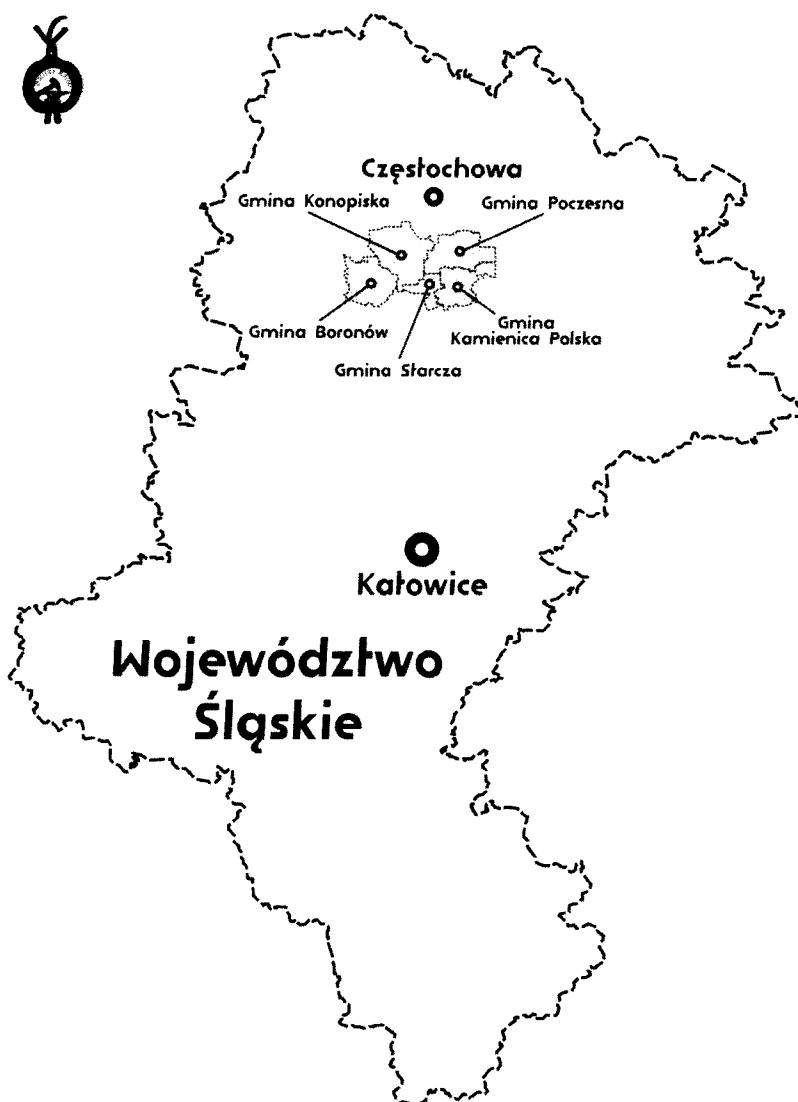 Częstochowa
Gmina Konopiska
Gmina Poczesna
Gmina Boronów
Gmina
Kamienica Polska
Gmina Starcza
Katowice
Województwo
Śląskie